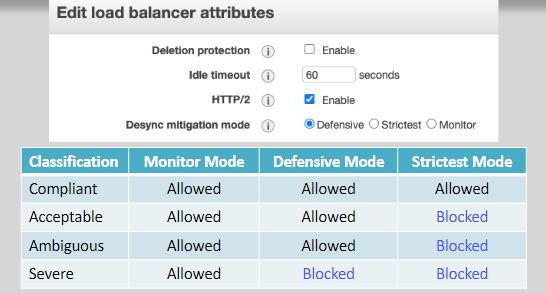 Edit load balancer attributes
Deletion protection i Enable
Idle timeout i 60 seconds
HTTP/2 i Enable
Desync mitigation mode i Defensive Strictest Monitor
Classification Monitor Mode Defensive Mode Strictest Mode
Compliant Allowed Allowed Allowed
Acceptable Allowed Allowed Blocked
Ambiguous Allowed Allowed Blocked
Severe Allowed Blocked Blocked